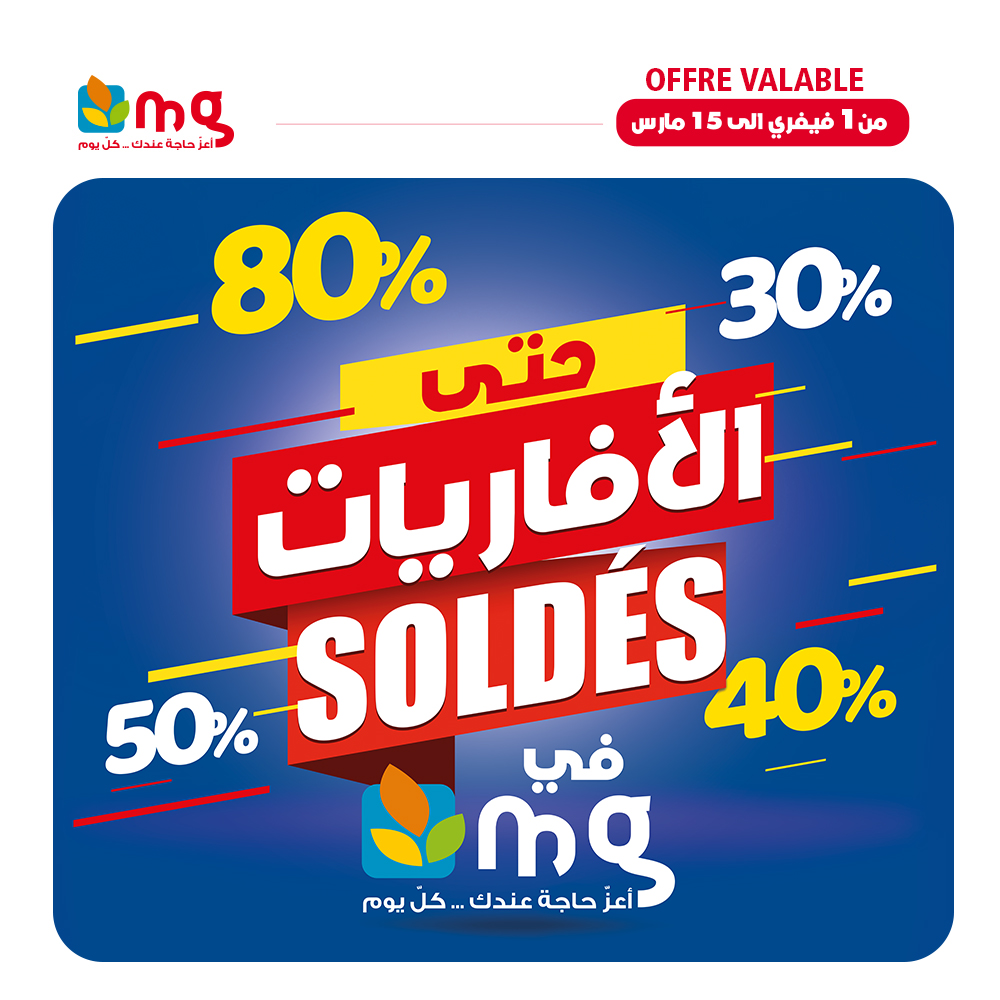 mg
أعزّ حاجة عندك ... كلّ يوم
OFFRE VALABLE
من 1 فيفري الى 15 مارس
80%
30%
حتى
الأفاريات
SOLDÉS
50%
40%
في
mg
أعزّ حاجة عندك ... كلّ يوم